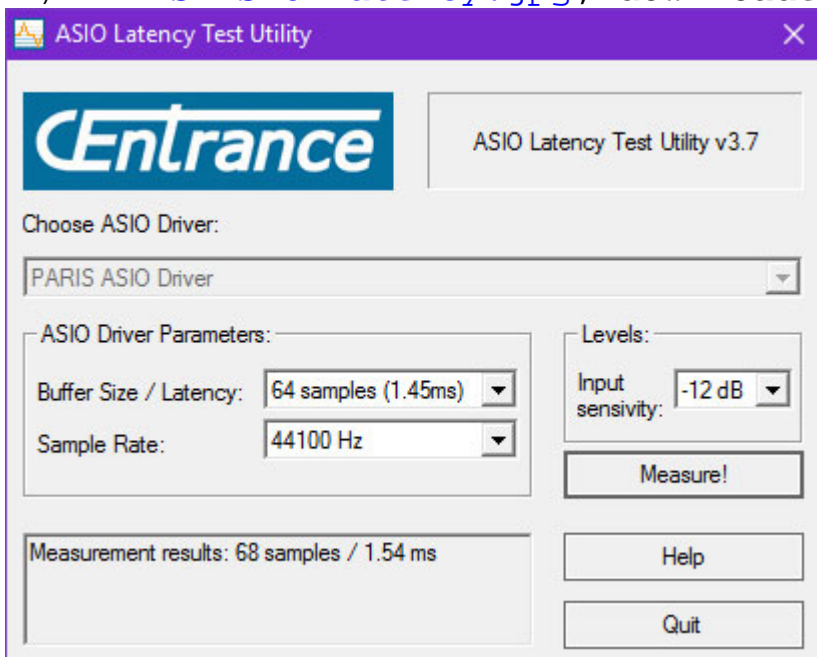 ASIO Latency Test Utility
CEntrance
ASIO Latency Test Utility v3.7
Choose ASIO Driver:
PARIS ASIO Driver
ASIO Driver Parameters:
Buffer Size / Latency: 64 samples (1.45ms)
Sample Rate: 44100 Hz
Levels:
Input
sensivity: -12 dB
Measure!
Measurement results: 68 samples / 1.54 ms
Help
Quit